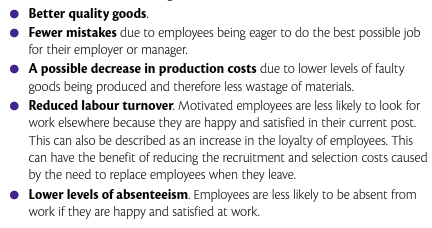 ● Better quality goods.
● Fewer mistakes due to employees being eager to do the best possible job
for their employer or manager.
● A possible decrease in production costs due to lower levels of faulty
goods being produced and therefore less wastage of materials.
● Reduced labour turnover. Motivated employees are less likely to look for
work elsewhere because they are happy and satisfied in their current post.
This can also be described as an increase in the loyalty of employees. This
can have the benefit of reducing the recruitment and selection costs caused
by the need to replace employees when they leave.
● Lower levels of absenteeism. Employees are less likely to be absent from
work if they are happy and satisfied at work.